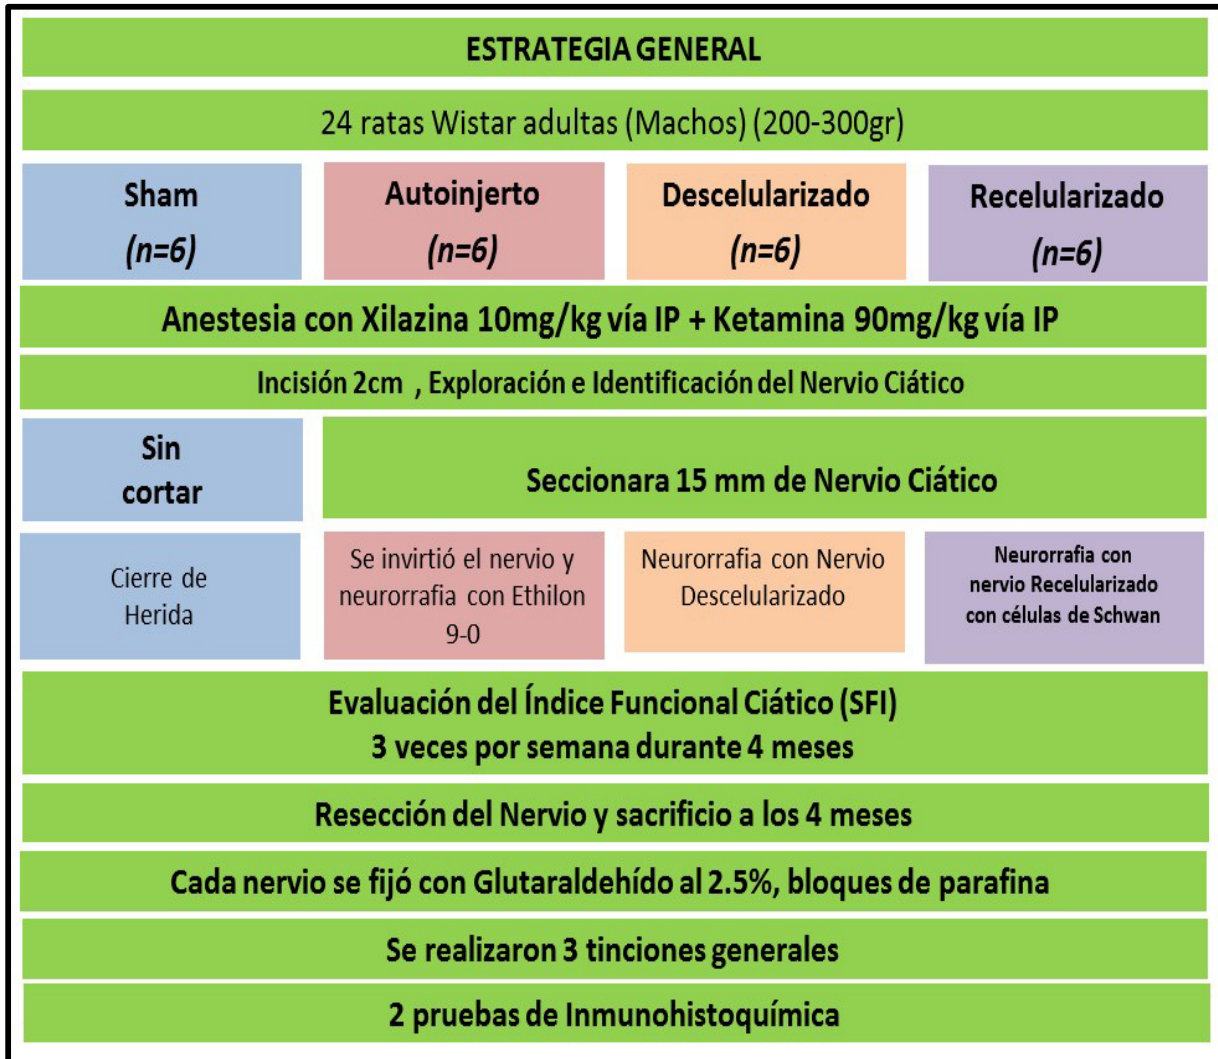 ESTRATEGIA GENERAL
24 ratas Wistar adultas (Machos) (200-300gr)
Sham
(n=6)
Autoinjerto
(n=6)
Descelularizado
(n=6)
Recelularizado
(n=6)
Anestesia con Xilazina 10mg/kg vía IP + Ketamina 90mg/kg vía IP
Incisión 2cm , Exploración e Identificación del Nervio Ciático
Sin
cortar
Seccionara 15 mm de Nervio Ciático
Cierre de
Herida
Se invirtió el nervio y
neurorrafia con Ethilon
9-0
Neurorrafia con Nervio
Descelularizado
Neurorrafia con
nervio Recelularizado
con células de Schwan
Evaluación del Índice Funcional Ciático (SFI)
3 veces por semana durante 4 meses
Resección del Nervio y sacrificio a los 4 meses
Cada nervio se fijó con Glutaraldehído al 2.5%, bloques de parafina
Se realizaron 3 tinciones generales
2 pruebas de Inmunohistoquímica